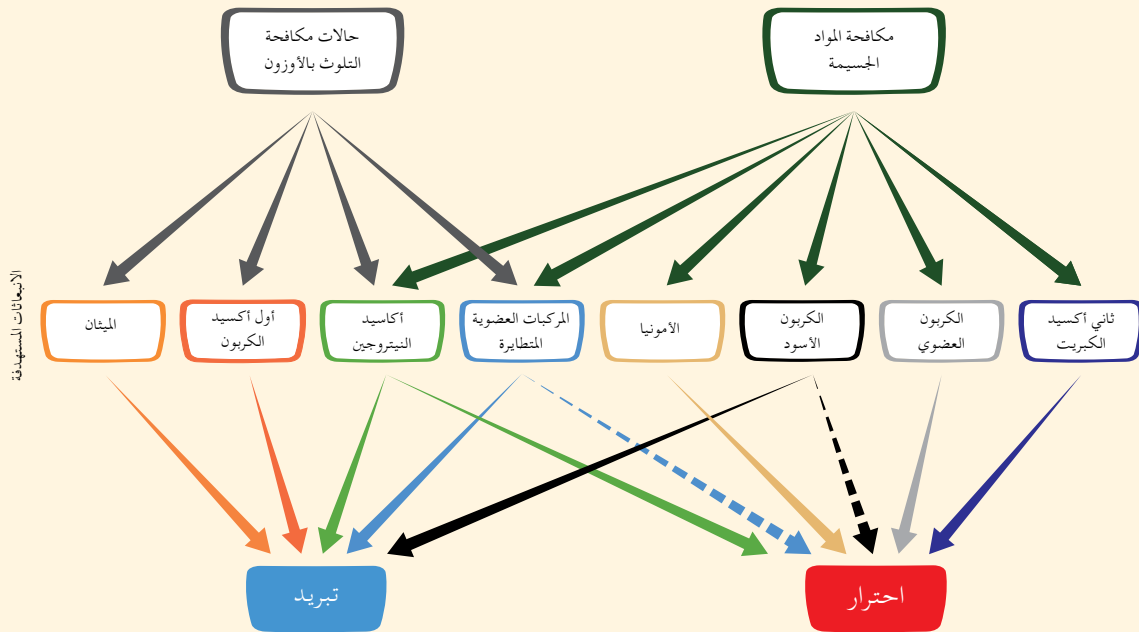 مكافحة المواد
الجسيمة
حالات مكافحة
التلوث بالأوزون
الانبعاثات المستهدفة
ثاني أكسيد
الكبريت
الكربون
العضوي
الكربون
الأسود
الأمونيا
المركبات العضوية
المتطايرة
أكاسيد
النيتروجين
أول أكسيد
الكربون
الميثان
احترار
تبريد